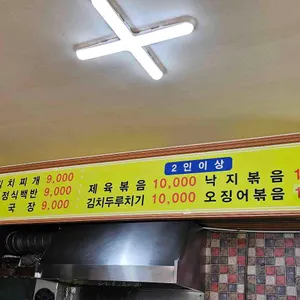 2인이상
김치찌개 9,000 제육볶음 10,000 낙지볶음
정식백반 9,000 김치두루치기 10,000 오징어볶음
국장 9,000